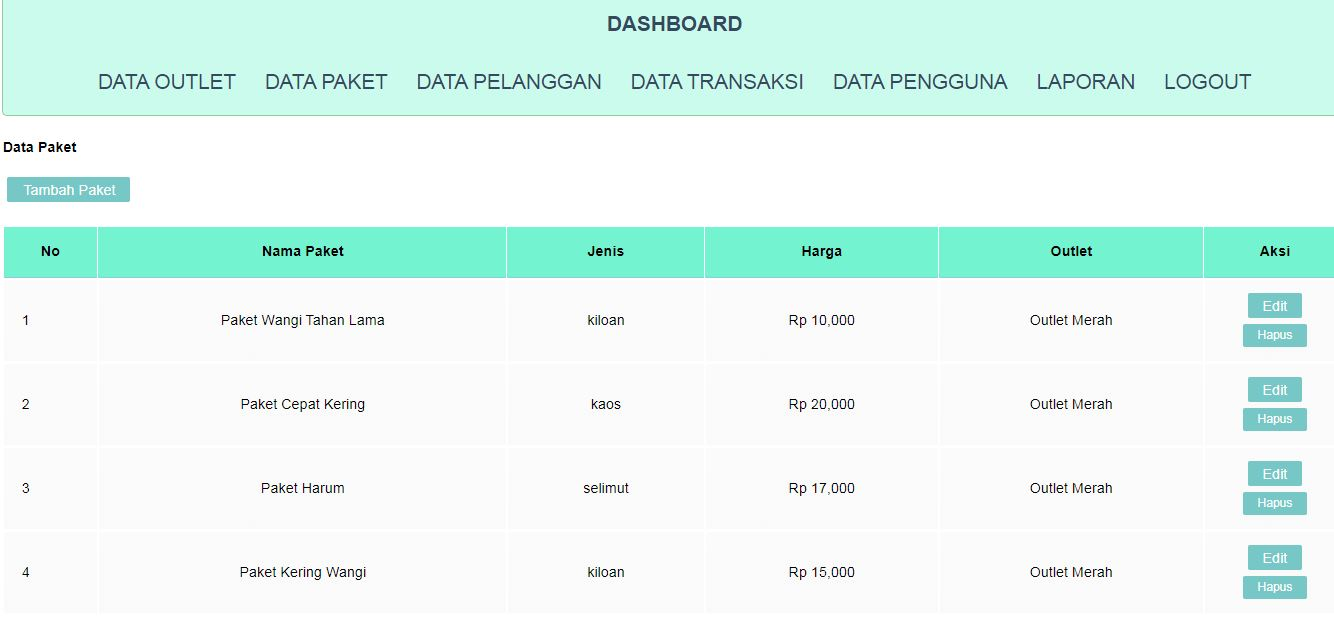 DASHBOARD
DATA OUTLET DATA PAKET DATA PELANGGAN DATA TRANSAKSI DATA PENGGUNA LAPORAN LOGOUT
Data Paket
Tambah Paket
No Nama Paket Jenis Harga Outlet Aksi
1 Paket Wangi Tahan Lama kiloan Rp 10,000 Outlet Merah Edit
Hapus
2 Paket Cepat Kering kaos Rp 20,000 Outlet Merah Edit
Hapus
3 Paket Harum selimut Rp 17,000 Outlet Merah Edit
Hapus
4 Paket Kering Wangi kiloan Rp 15,000 Outlet Merah Edit
Hapus